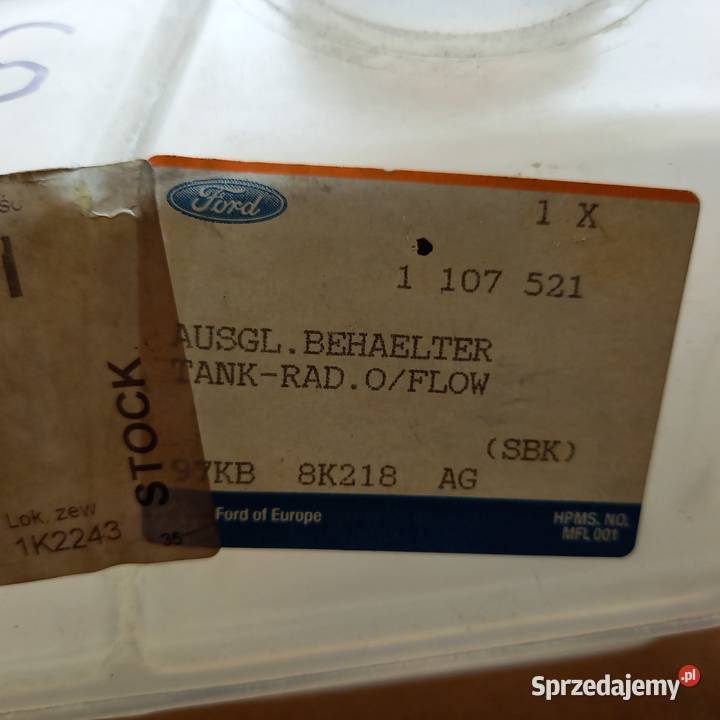 S
Ford
1 X
1 107 521
AUSGL.BEHAELTER
TANK-RAD.O/FLOW
(SBK)
97KB 8K218 AG
Ford of Europe
HPMS. NO.
MFL 001
STOCK
Lok. zew
1K2243
35
Sprzedajemy.pl